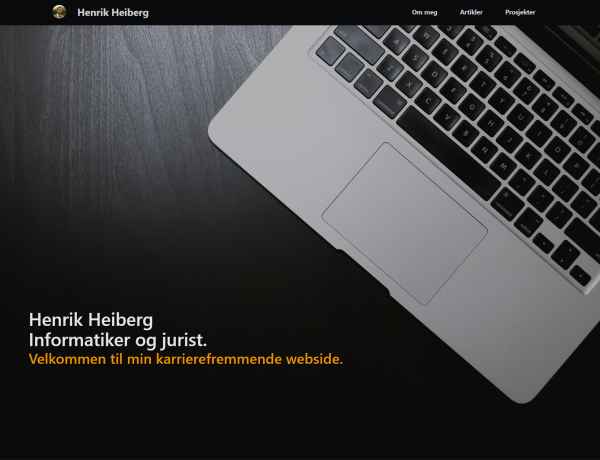 Henrik Heiberg
Om meg Artikler Prosjekter
Henrik Heiberg
Informatiker og jurist.
Velkommen til min karrierefremmende webside.